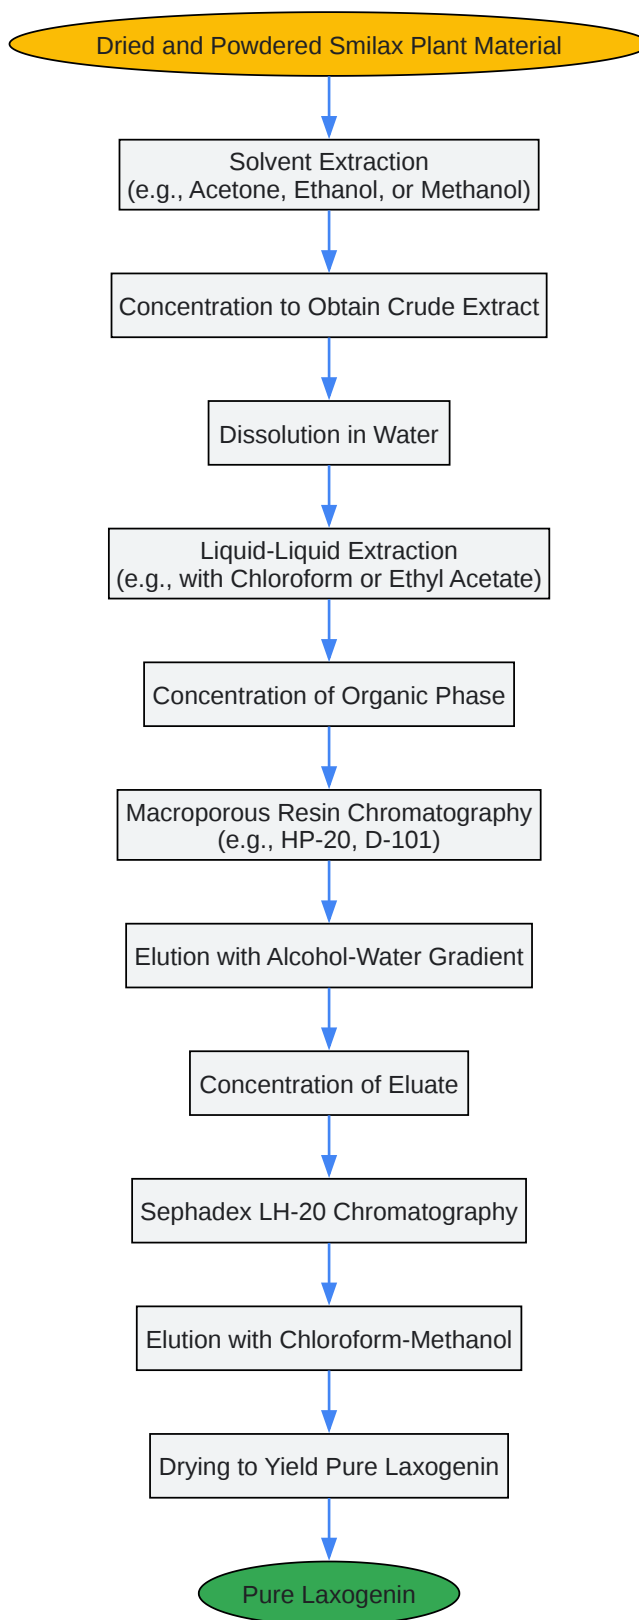 Dried and Powdered Smilax Plant Material
Solvent Extraction
(e.g., Acetone, Ethanol, or Methanol)
Concentration to Obtain Crude Extract
Dissolution in Water
Liquid-Liquid Extraction
(e.g., with Chloroform or Ethyl Acetate)
Concentration of Organic Phase
Macroporous Resin Chromatography
(e.g., HP-20, D-101)
Elution with Alcohol-Water Gradient
Concentration of Eluate
Sephadex LH-20 Chromatography
Elution with Chloroform-Methanol
Drying to Yield Pure Laxogenin
Pure Laxogenin